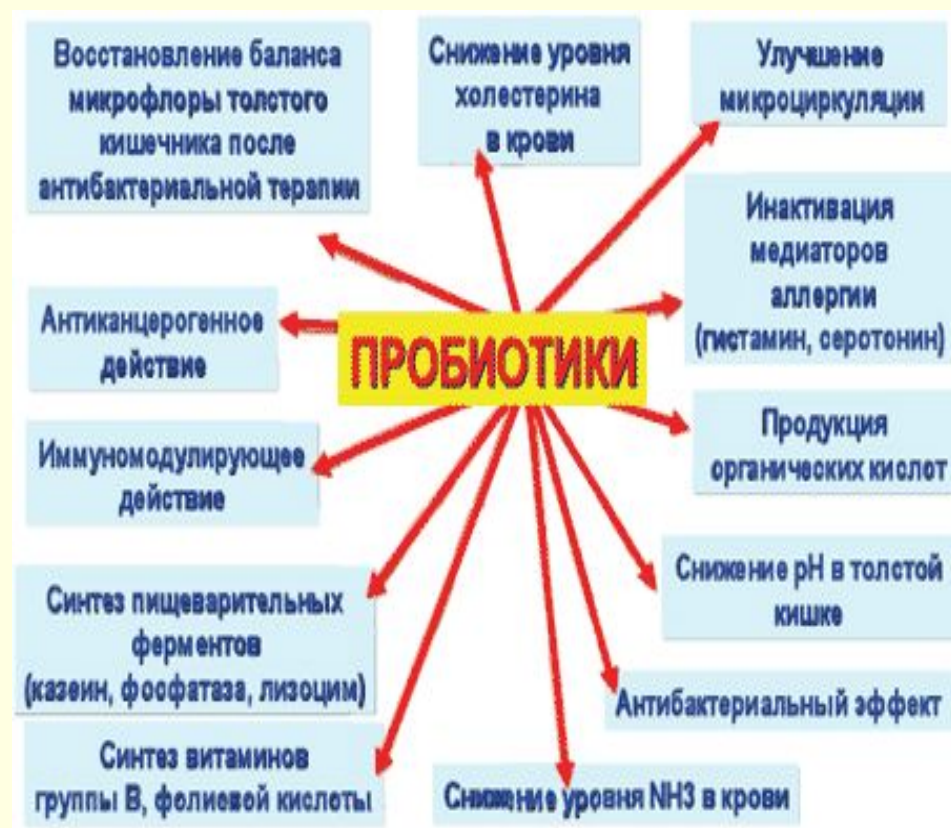 Восстановление баланса
микрофлоры толстого
кишечника после
антибактериальной терапии
Снижение уровня
холестерина
в крови
Улучшение
микроциркуляции
Инактивация
медиаторов
аллергии
(гистамин, серотонин)
Антиканцерогенное
действие
ПРОБИОТИКИ
Продукция
органических кислот
Иммуномодулирующее
действие
Снижение pH в толстой
кишке
Синтез пищеварительных
ферментов
(казеин, фосфатаза, лизоцим)
Антибактериальный эффект
Синтез витаминов
группы В, фолиевой кислоты
Снижение уровня NH3 в крови